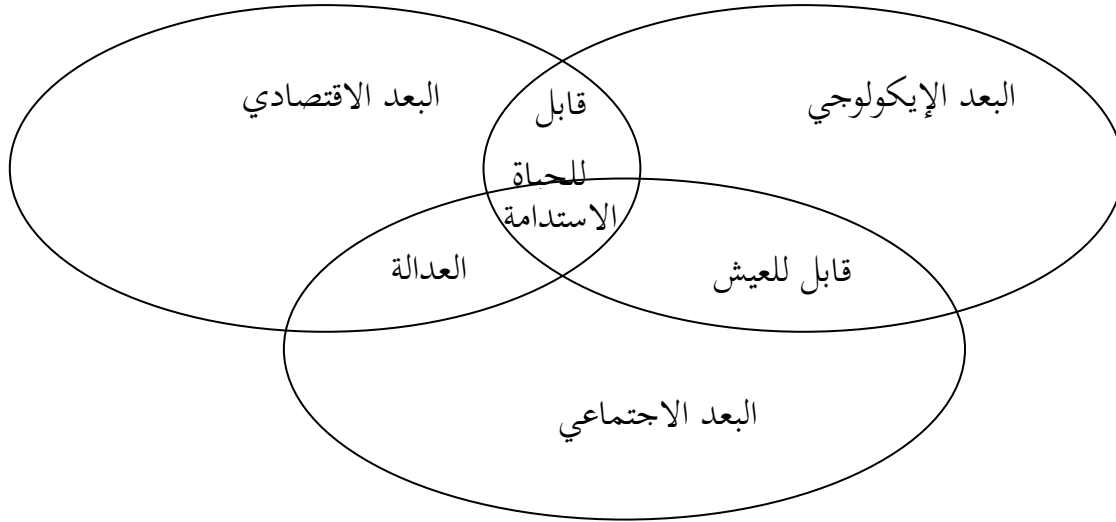 البعد الإيكولوجي
قابل
للحياة
البعد الاقتصادي
الاستدامة
قابل للعيش
العدالة
البعد الاجتماعي